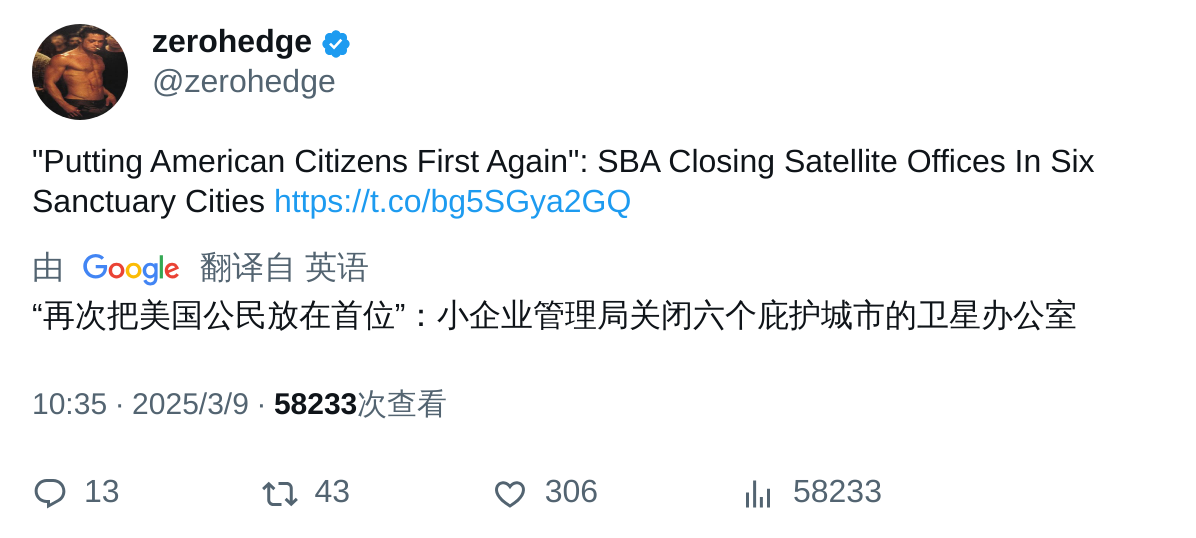 zerohedge
@zerohedge
"Putting American Citizens First Again": SBA Closing Satellite Offices In Six
Sanctuary Cities https://t.co/bg5SGya2GQ
由 Google 翻译自 英语
“再次把美国公民放在首位”：小企业管理局关闭六个庇护城市的卫星办公室
10:35 · 2025/3/9 · 58233次查看
13 43 306 58233